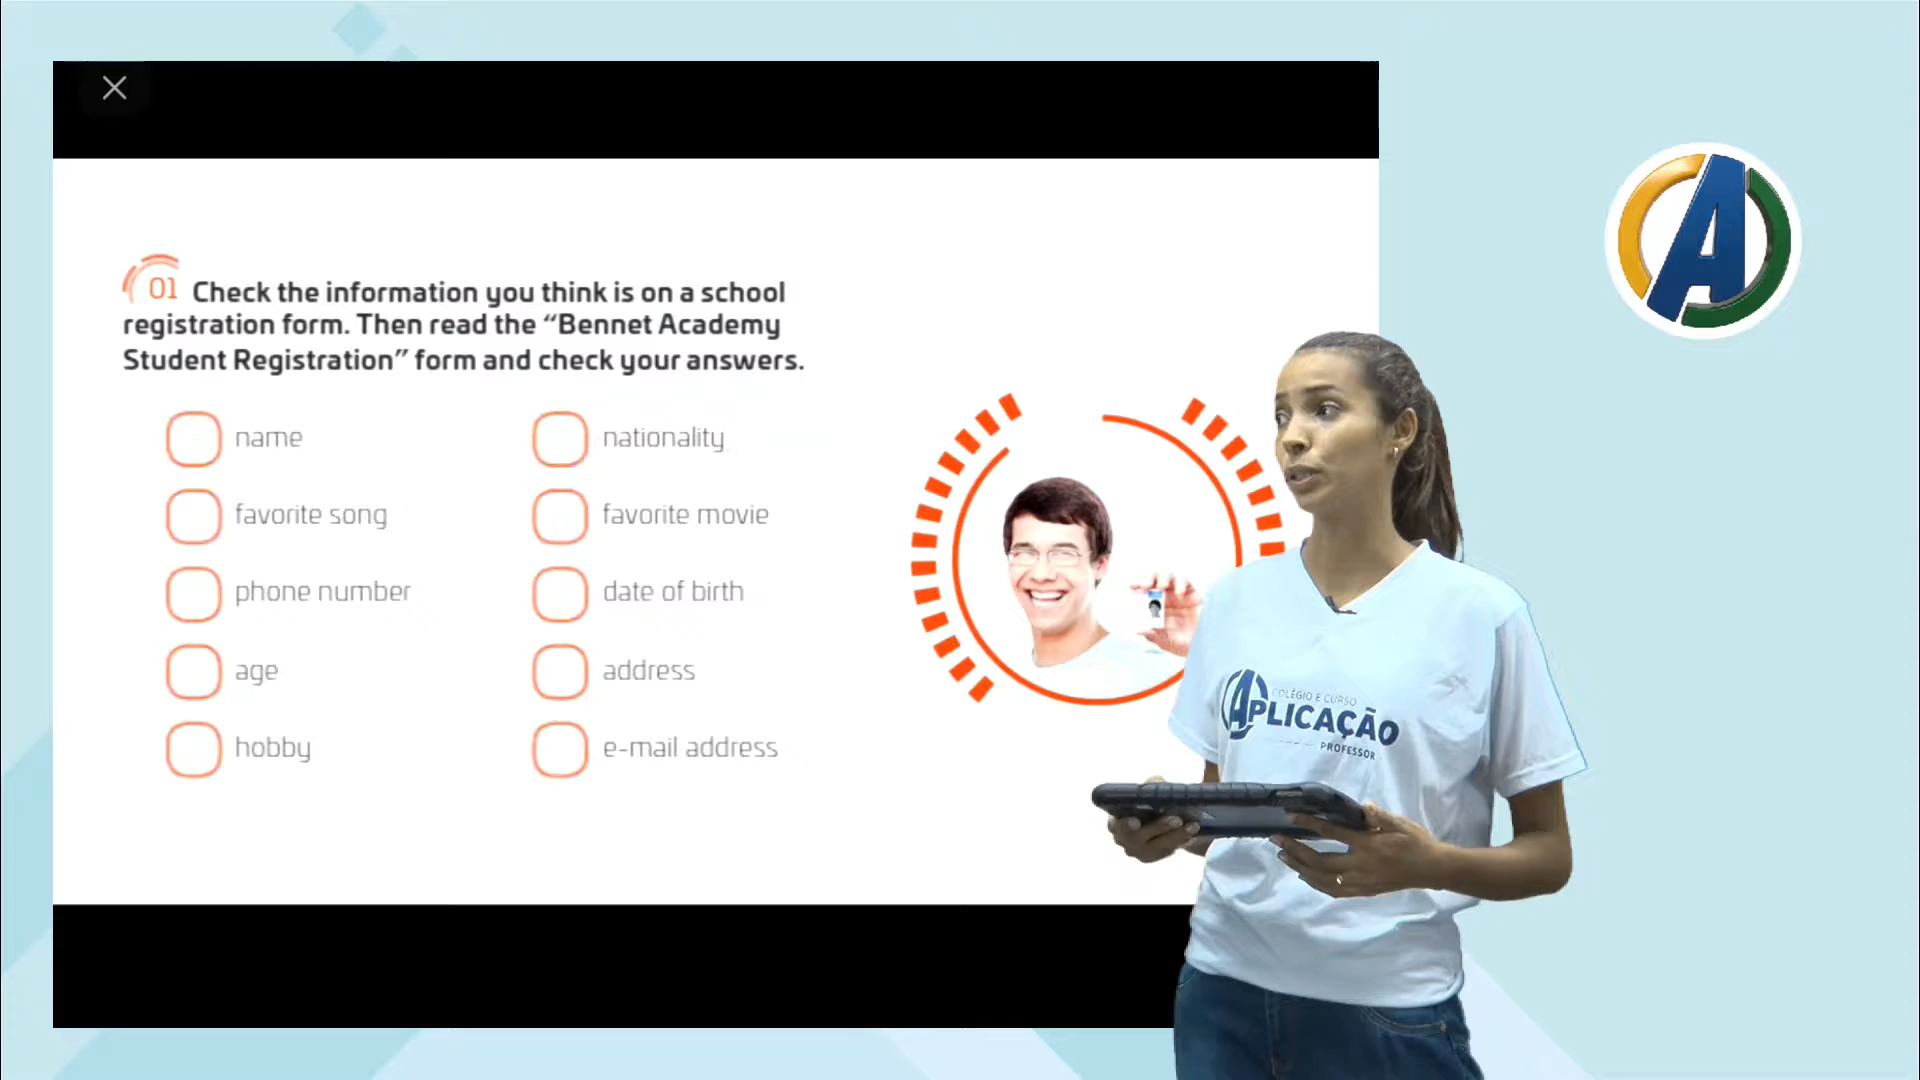 01 Check the information you think is on a school
registration form. Then read the “Bennet Academy
Student Registration” form and check your answers.
name
nationality
favorite song
favorite movie
phone number
date of birth
age
address
hobby
e-mail address
A
COLÉGIO E CURSO
APLICAÇÃO
PROFESSOR